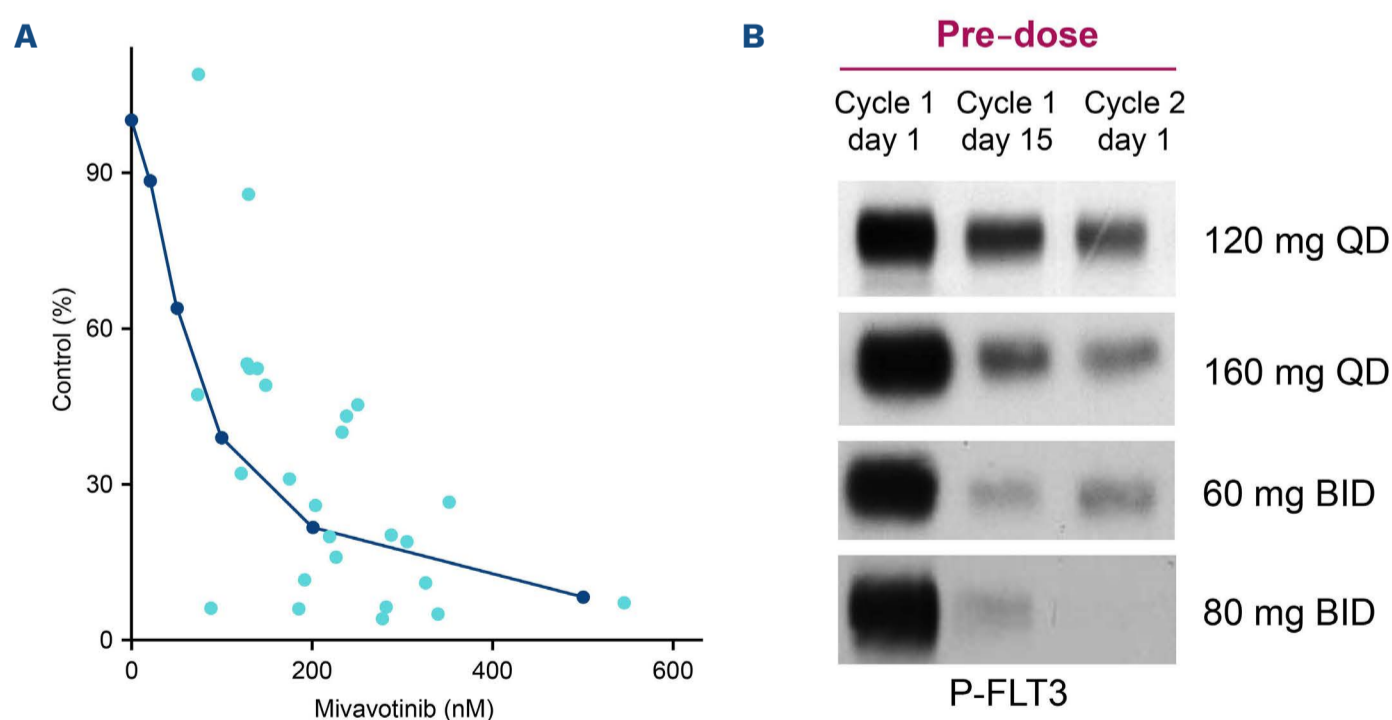 A
Control (%)
90
60
30
0
0 200 400 600
Mivavotinib (nM)
B
Pre-dose
Cycle 1 Cycle 1 Cycle 2
day 1 day 15 day 1
120 mg QD
160 mg QD
60 mg BID
80 mg BID
P-FLT3